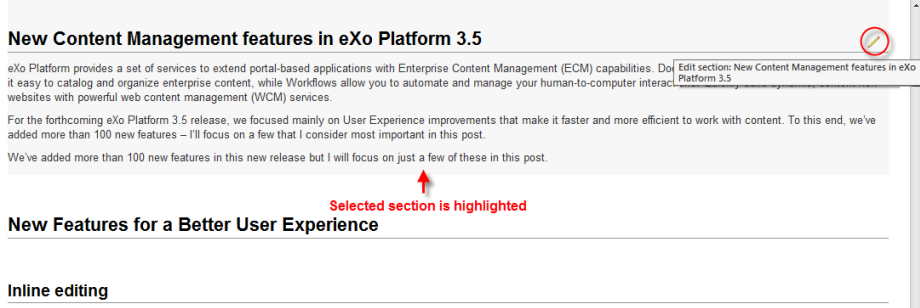 New Content Management features in eXo Platform 3.5
eXo Platform provides a set of services to extend portal-based applications with Enterprise Content Management (ECM) capabilities.
Edit section: New Content Management features in eXo
Platform 3.5
it easy to catalog and organize enterprise content, while Workflows allow you to automate and manage your human-to-computer
websites with powerful web content management (WCM) services.
For the forthcoming eXo Platform 3.5 release, we focused mainly on User Experience improvements that make it faster and more efficient to work with content. To this end, we've
added more than 100 new features – I'll focus on a few that I consider most important in this post.
We've added more than 100 new features in this new release but I will focus on just a few of these in this post.
Selected section is highlighted
New Features for a Better User Experience
Inline editing